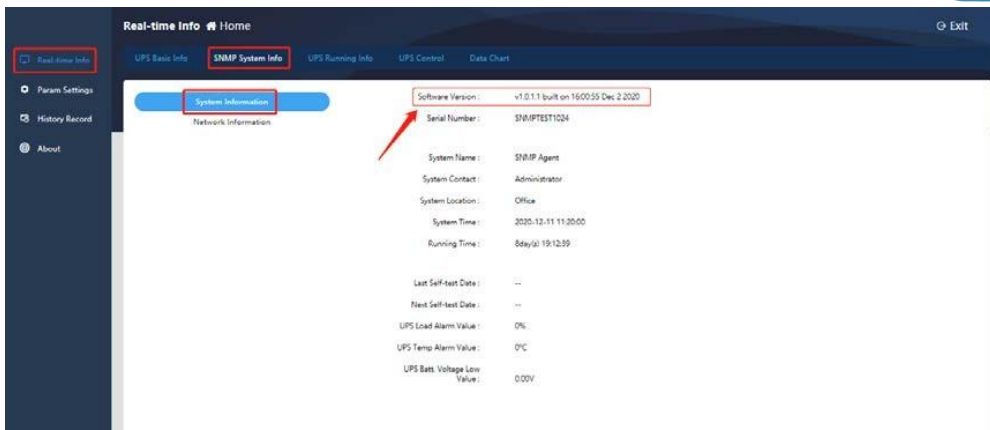 Real-time Info Home
Exit
Real-time Info
Param Settings
History Record
About
UPS Basic Info
SNMP System Info
UPS Running Info
UPS Control
Data Chart
System Information
Network Information
Software Version : v1.0.1.1 built on 16:00:55 Dec 2 2020
Serial Number : SNMPTEST1024
System Name : SNMP Agent
System Contact : Administrator
System Location : Office
System Time : 2020-12-11 11:20:00
Running Time : 8day(s) 19:12:39
Last Self-test Date : --
Next Self-test Date : --
UPS Load Alarm Value : 0%
UPS Temp Alarm Value : 0°C
UPS Batt. Voltage Low
Value : 0.00V